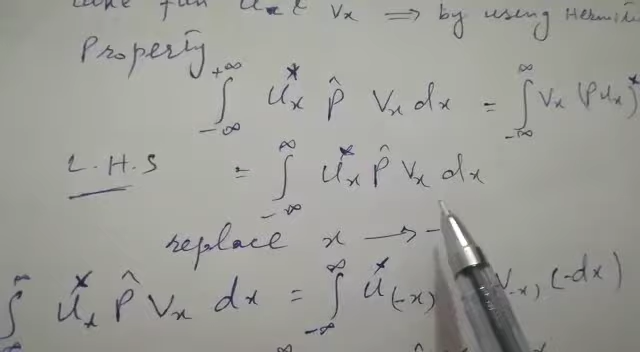 take fun Ux & Vx ⟹ by using Hermiti
Property
∫_{-∞}^{+∞} U*x P̂ Vx dx = ∫_{-∞}^{∞} Vx (P Ux)*
L.H.S = ∫_{-∞}^{∞} U*x P̂ Vx dx
replace x ⟶ -
∫^{∞} U*x P̂ Vx dx = ∫_{-∞}^{∞} U*(-x) V(-x) (-dx)